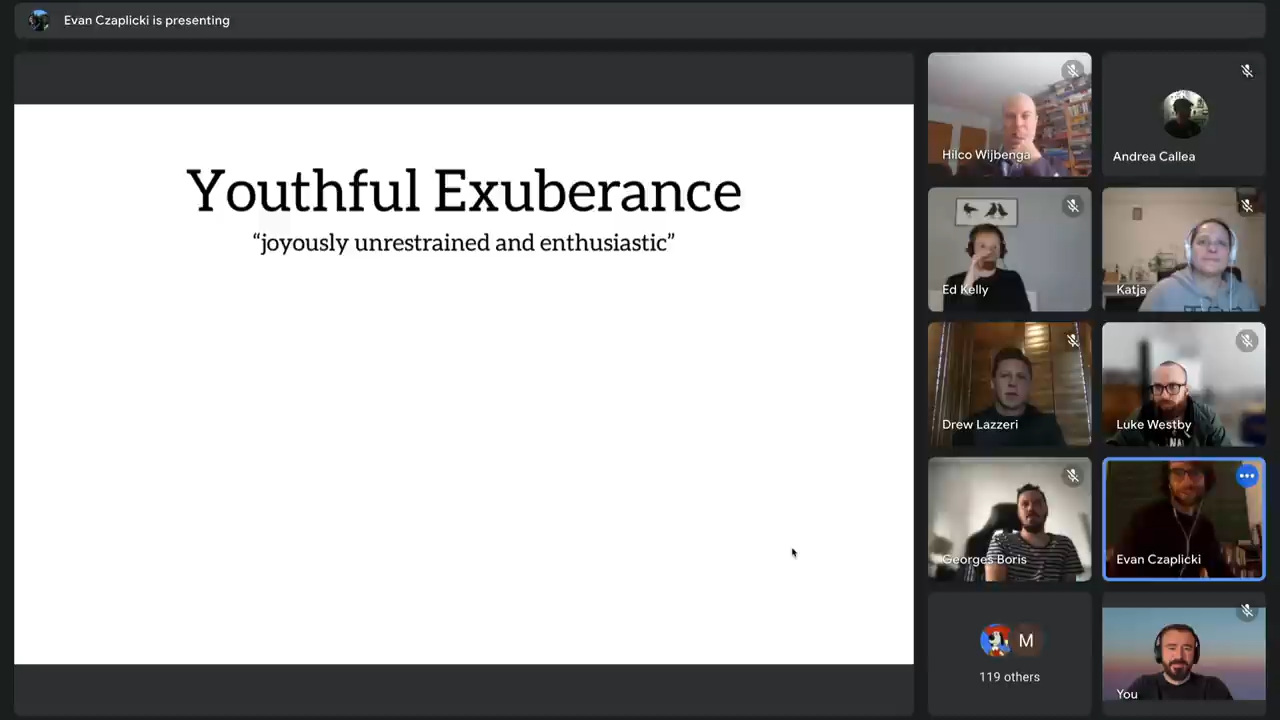 Evan Czaplicki is presenting
Youthful Exuberance
“joyously unrestrained and enthusiastic”
Hilco Wijbenga
Andrea Callea
Ed Kelly
Katja
Drew Lazzeri
Luke Westby
Georges Boris
Evan Czaplicki
M
119 others
You